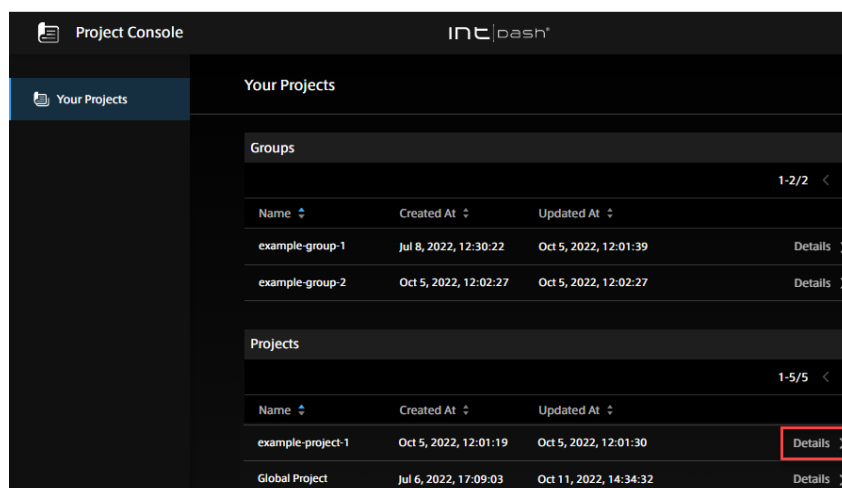 Project Console
intdash®
Your Projects
Your Projects
Groups
1-2/2
Name Created At Updated At
example-group-1 Jul 8, 2022, 12:30:22 Oct 5, 2022, 12:01:39 Details
example-group-2 Oct 5, 2022, 12:02:27 Oct 5, 2022, 12:02:27 Details
Projects
1-5/5
Name Created At Updated At
example-project-1 Oct 5, 2022, 12:01:19 Oct 5, 2022, 12:01:30 Details
Global Project Jul 6, 2022, 17:09:03 Oct 11, 2022, 14:34:32 Details